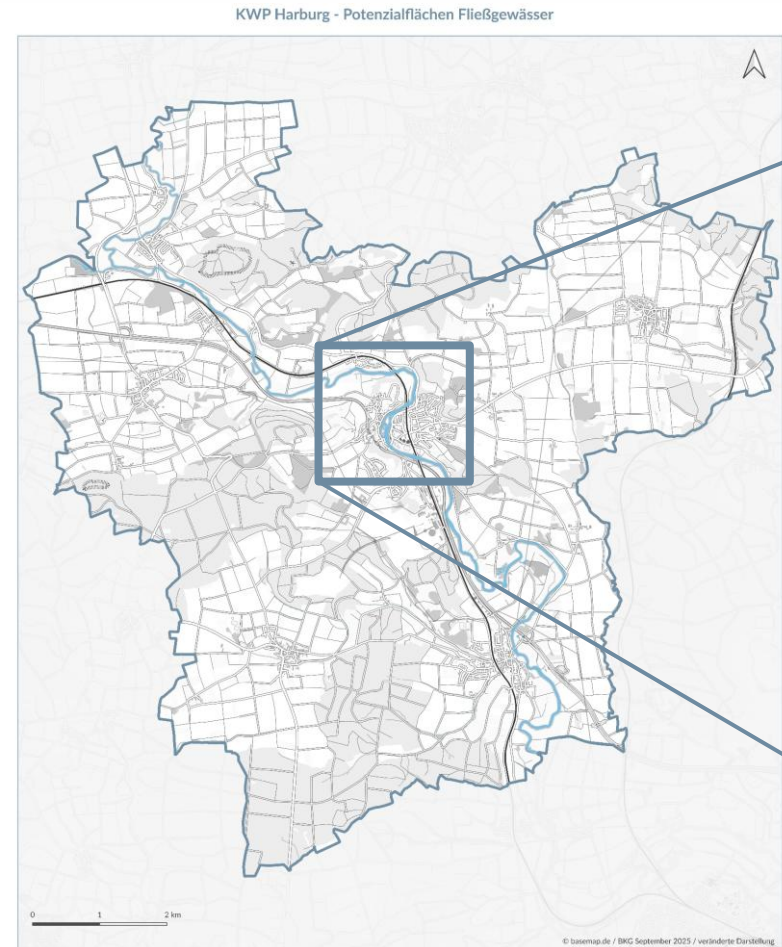 KWP Harburg - Potenzialflächen Fließgewässer
0 1 2 km
© basemap.de / BKG September 2025 / veränderte Darstellung